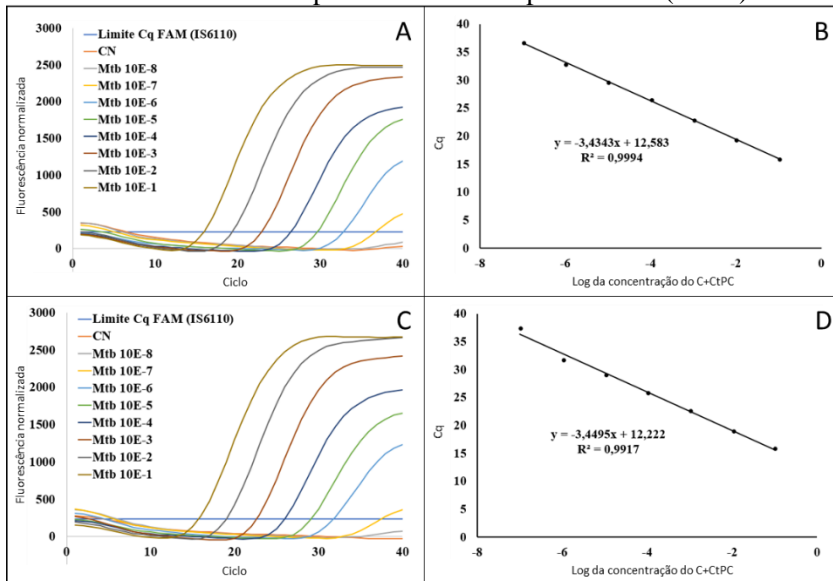 A
Fluorescência normalizada
3000
2500
2000
1500
1000
500
0
Limite Cq FAM (IS6110)
CN
Mtb 10E-8
Mtb 10E-7
Mtb 10E-6
Mtb 10E-5
Mtb 10E-4
Mtb 10E-3
Mtb 10E-2
Mtb 10E-1
0 10 20 30 40
Ciclo
B
Cq
40
35
30
25
20
15
10
5
0
y = -3,4343x + 12,583
R² = 0,9994
-8 -6 -4 -2 0
Log da concentração do C+CtPC
C
Fluorescência normalizada
3000
2500
2000
1500
1000
500
0
Limite Cq FAM (IS6110)
CN
Mtb 10E-8
Mtb 10E-7
Mtb 10E-6
Mtb 10E-5
Mtb 10E-4
Mtb 10E-3
Mtb 10E-2
Mtb 10E-1
0 10 20 30 40
Ciclo
D
Cq
40
35
30
25
20
15
10
5
0
y = -3,4495x + 12,222
R² = 0,9917
-8 -6 -4 -2 0
Log da concentração do C+CtPC